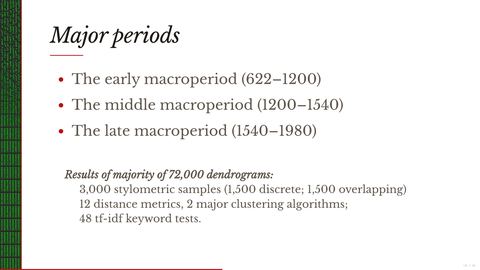 Major periods
• The early macroperiod (622–1200)
• The middle macroperiod (1200–1540)
• The late macroperiod (1540–1980)
Results of majority of 72,000 dendrograms:
3,000 stylometric samples (1,500 discrete; 1,500 overlapping)
12 distance metrics, 2 major clustering algorithms;
48 tf-idf keyword tests.